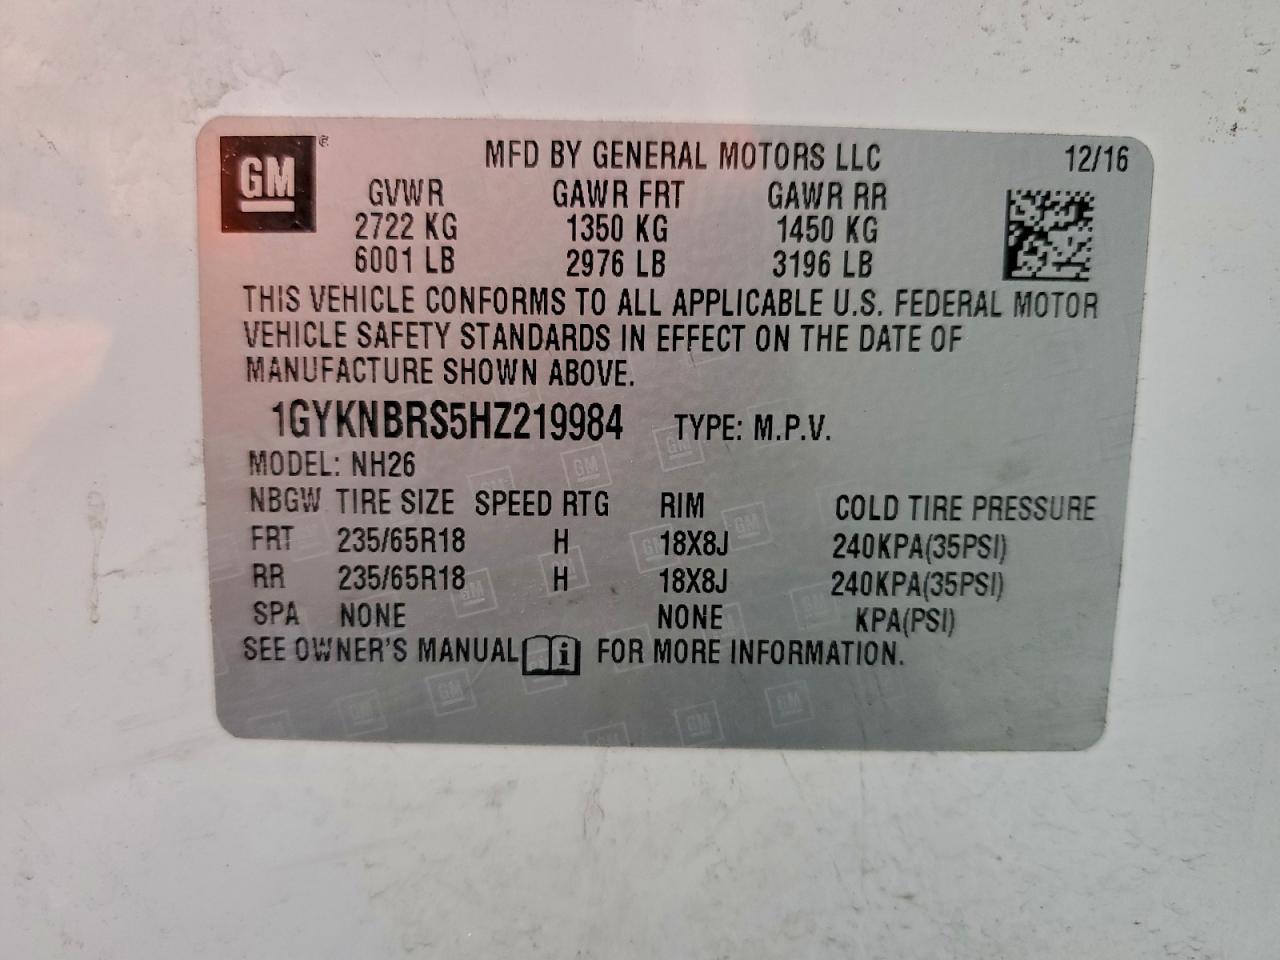 GM ® MFD BY GENERAL MOTORS LLC 12/16
GVWR GAWR FRT GAWR RR
2722 KG 1350 KG 1450 KG
6001 LB 2976 LB 3196 LB
THIS VEHICLE CONFORMS TO ALL APPLICABLE U.S. FEDERAL MOTOR
VEHICLE SAFETY STANDARDS IN EFFECT ON THE DATE OF
MANUFACTURE SHOWN ABOVE.
1GYKNBRS5HZ219984 TYPE: M.P.V.
MODEL: NH26
NBGW TIRE SIZE SPEED RTG RIM COLD TIRE PRESSURE
FRT 235/65R18 H 18X8J 240KPA(35PSI)
RR 235/65R18 H 18X8J 240KPA(35PSI)
SPA NONE NONE KPA(PSI)
SEE OWNER'S MANUAL i FOR MORE INFORMATION.